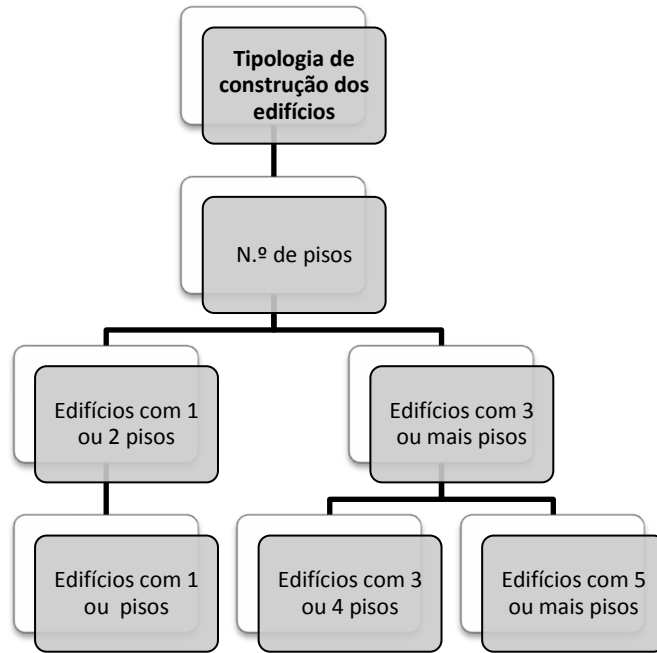 Tipologia de
construção dos
edifícios
N.º de pisos
Edifícios com 1
ou 2 pisos
Edifícios com 3
ou mais pisos
Edifícios com 1
ou  pisos
Edifícios com 3
ou 4 pisos
Edifícios com 5
ou mais pisos